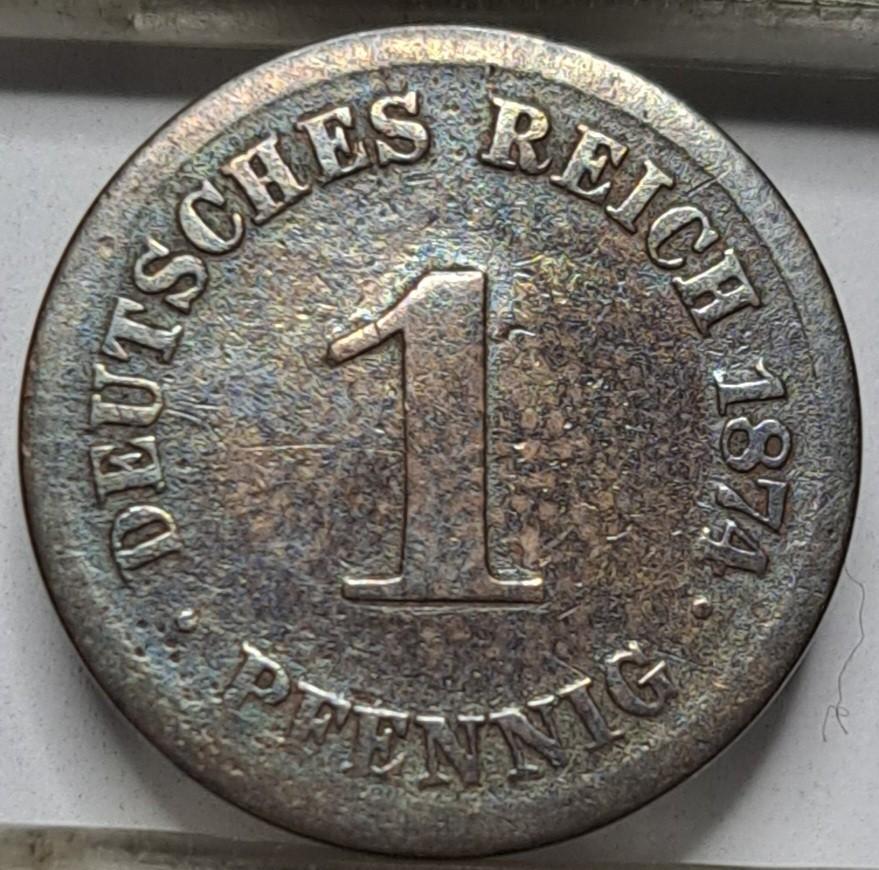 DEUTSCHES REICH 1874
1
· PFENNIG ·